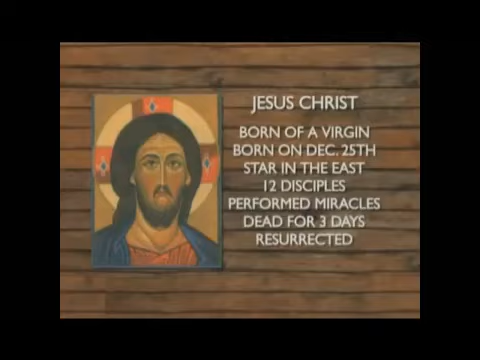 JESUS CHRIST
BORN OF A VIRGIN
BORN ON DEC. 25TH
STAR IN THE EAST
12 DISCIPLES
PERFORMED MIRACLES
DEAD FOR 3 DAYS
RESURRECTED